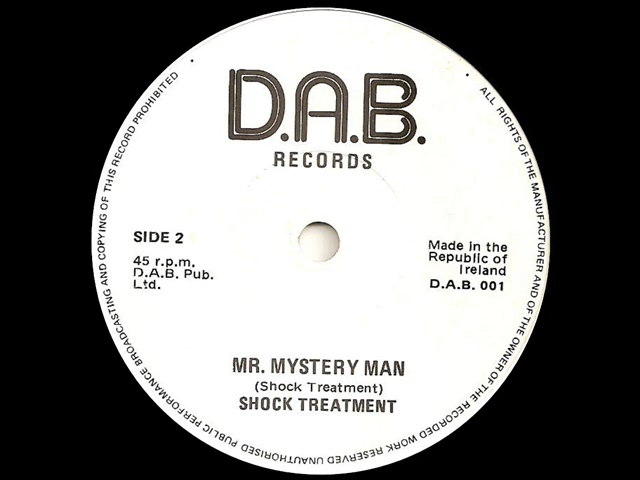 D.A.B.
RECORDS
SIDE 2
45 r.p.m.
D.A.B. Pub.
Ltd.
Made in the
Republic of
Ireland
D.A.B. 001
MR. MYSTERY MAN
(Shock Treatment)
SHOCK TREATMENT
ALL RIGHTS OF THE MANUFACTURER AND OF THE OWNER OF THE RECORDED WORK RESERVED UNAUTHORISED PUBLIC PERFORMANCE BROADCASTING AND COPYING OF THIS RECORD PROHIBITED